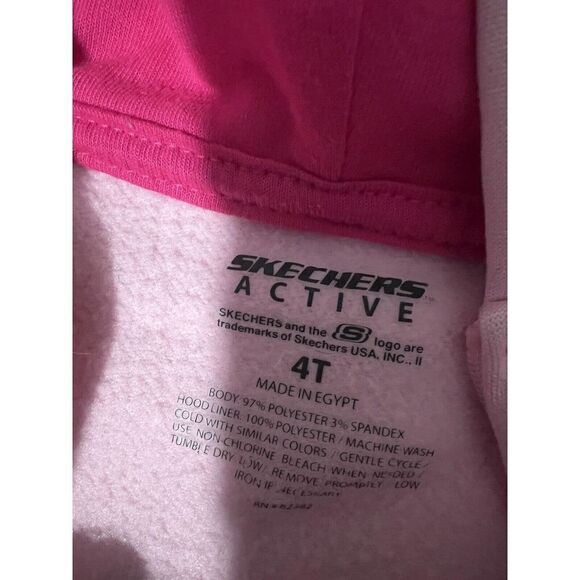 SKECHERS
ACTIVE
SKECHERS and the S logo are
trademarks of Skechers USA, INC., II
4T
MADE IN EGYPT
BODY: 97% POLYESTER 3% SPANDEX
HOOD LINER: 100% POLYESTER / MACHINE WASH
COLD WITH SIMILAR COLORS / GENTLE CYCLE /
USE NON-CHLORINE BLEACH WHEN NEEDED /
TUMBLE DRY LOW. REMOVE PROMPTLY / LOW
IRON IF NECESSARY
RN #